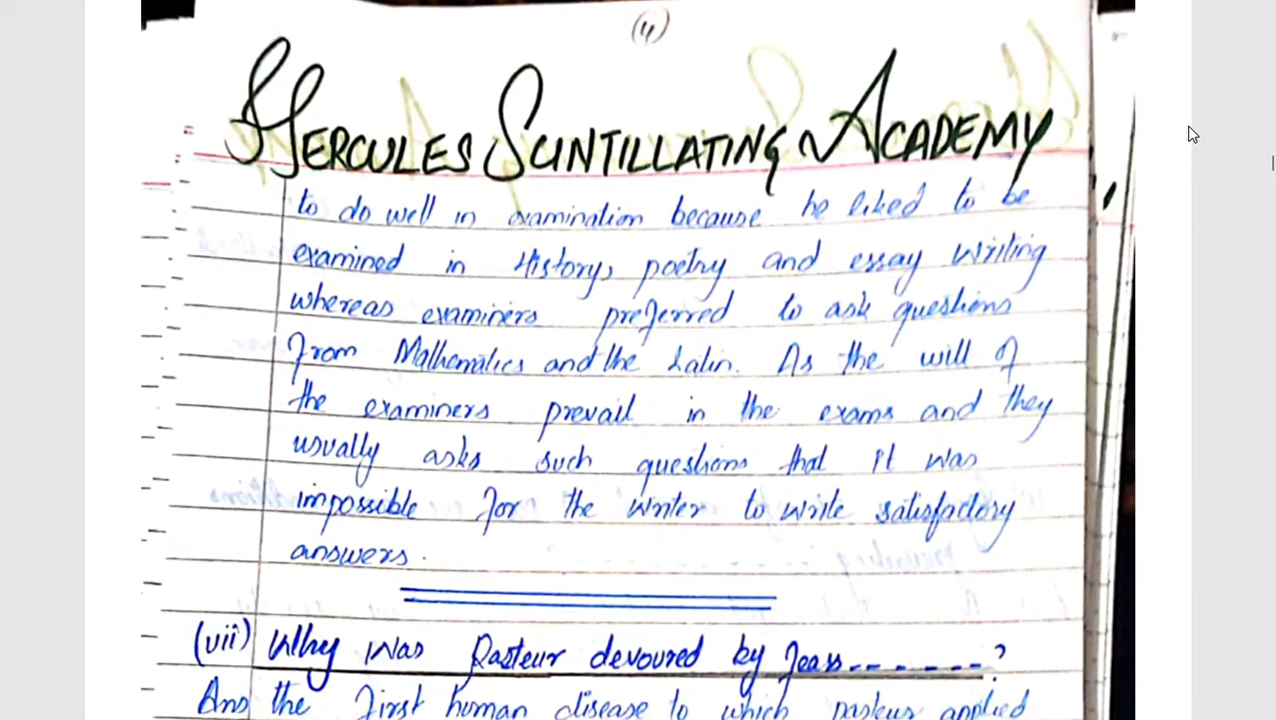 (4)
HERCULES SCINTILLATING ACADEMY
to do well in examination because he liked to be
examined in History, poetry and essay writing
whereas examiners preferred to ask questions
from Mathematics and the Latin. As the will of
the examiners prevail in the exams and they
usually asks such questions that it was
impossible for the writer to write satisfactory
answers.
(vii) Why was Pasteur devoured by fears-------?
Ans the first human disease to which pasteur applied